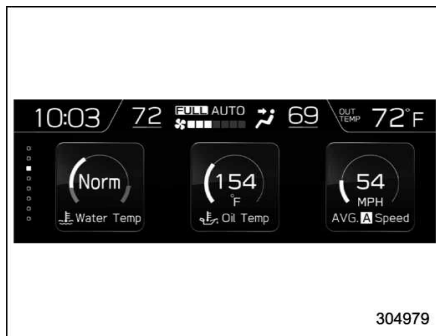 10:03 72 FULL AUTO 69 OUT TEMP 72°F
Norm 154 °F 54 MPH
Water Temp Oil Temp AVG. A Speed
304979